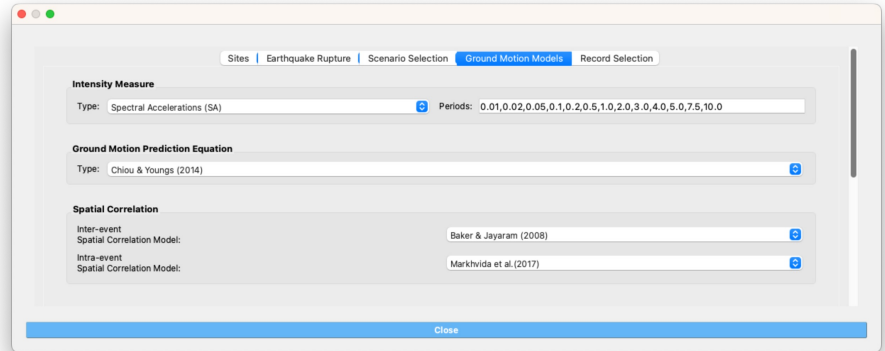 Sites Earthquake Rupture Scenario Selection Ground Motion Models Record Selection
Intensity Measure
Type: Spectral Accelerations (SA) Periods: 0.01,0.02,0.05,0.1,0.2,0.5,1.0,2.0,3.0,4.0,5.0,7.5,10.0
Ground Motion Prediction Equation
Type: Chiou & Youngs (2014)
Spatial Correlation
Inter-event
Spatial Correlation Model: Baker & Jayaram (2008)
Intra-event
Spatial Correlation Model: Markhvida et al.(2017)
Close